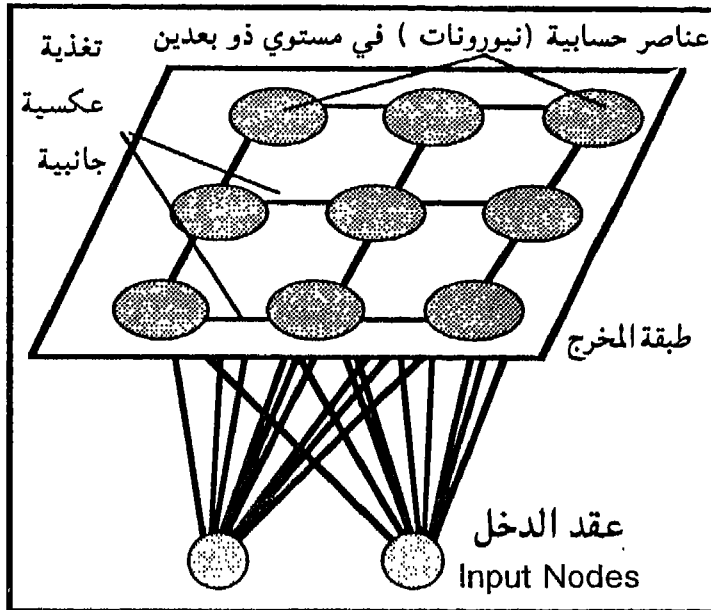 عناصر حسابية (نيورونات ) في مستوي ذو بعدين
تغذية
عكسية
جانبية
طبقة المخرج
عقد الدخل
Input Nodes